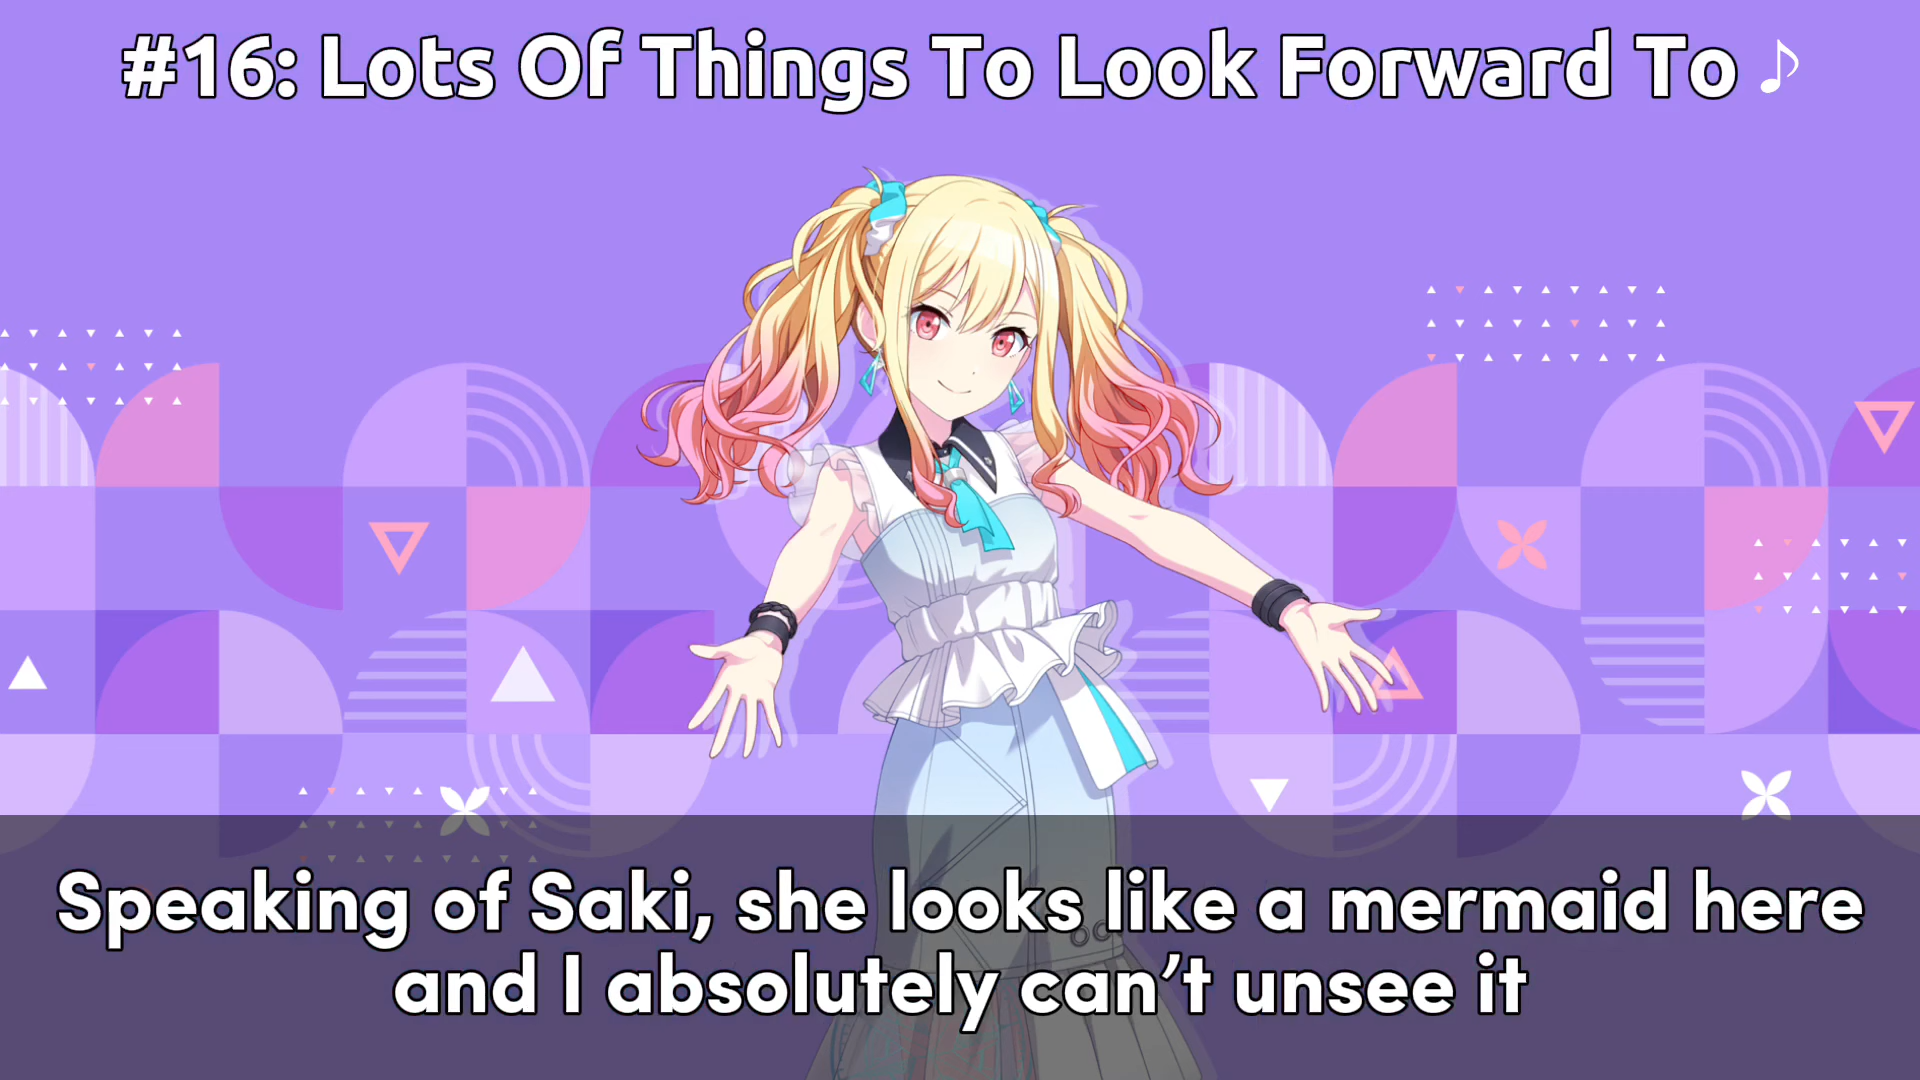 #16: Lots Of Things To Look Forward To ♪
Speaking of Saki, she looks like a mermaid here
and I absolutely can’t unsee it